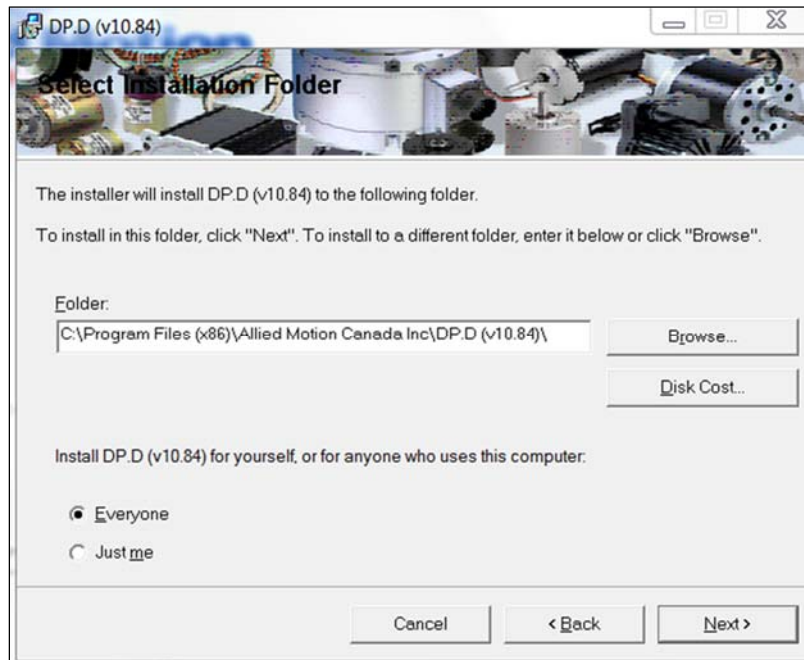 DP.D (v10.84)
Select Installation Folder
The installer will install DP.D (v10.84) to the following folder.
To install in this folder, click "Next". To install to a different folder, enter it below or click "Browse".
Folder:
C:\Program Files (x86)\Allied Motion Canada Inc\DP.D (v10.84)\
Browse...
Disk Cost...
Install DP.D (v10.84) for yourself, or for anyone who uses this computer:
Everyone
Just me
Cancel
< Back
Next >